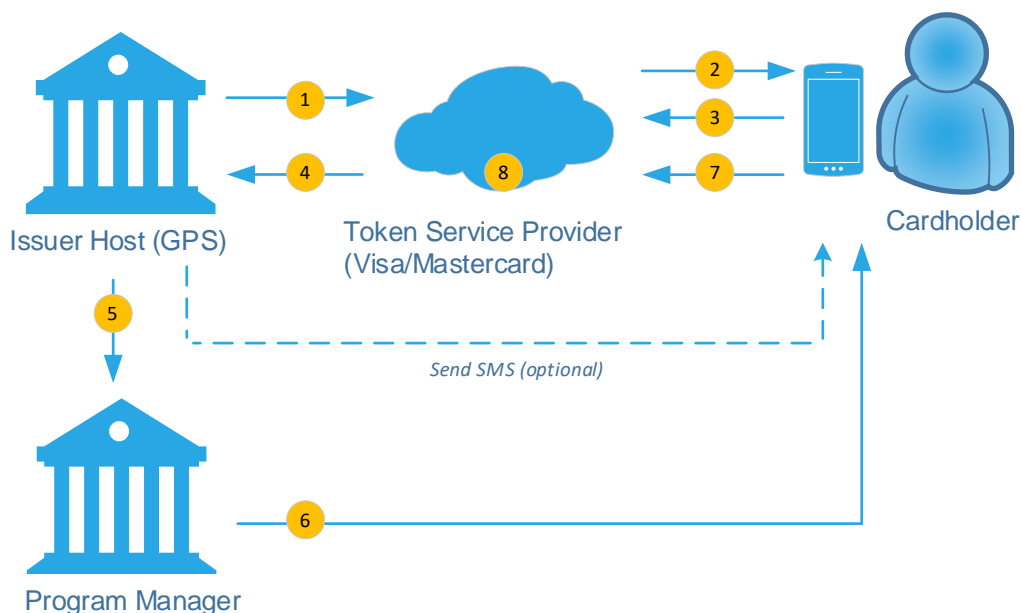 2
1
3
4
8
7
Issuer Host (GPS)
Token Service Provider
(Visa/Mastercard)
Cardholder
5
Send SMS (optional)
6
Program Manager